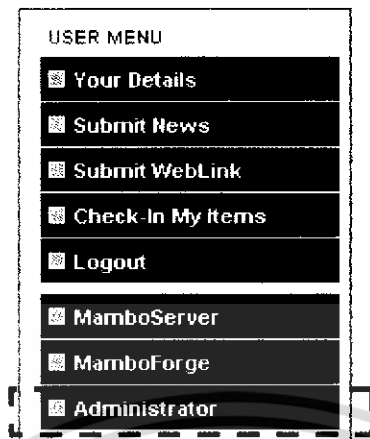 USER MENU
Your Details
Submit News
Submit WebLink
Check-In My Items
Logout
MamboServer
MamboForge
Administrator